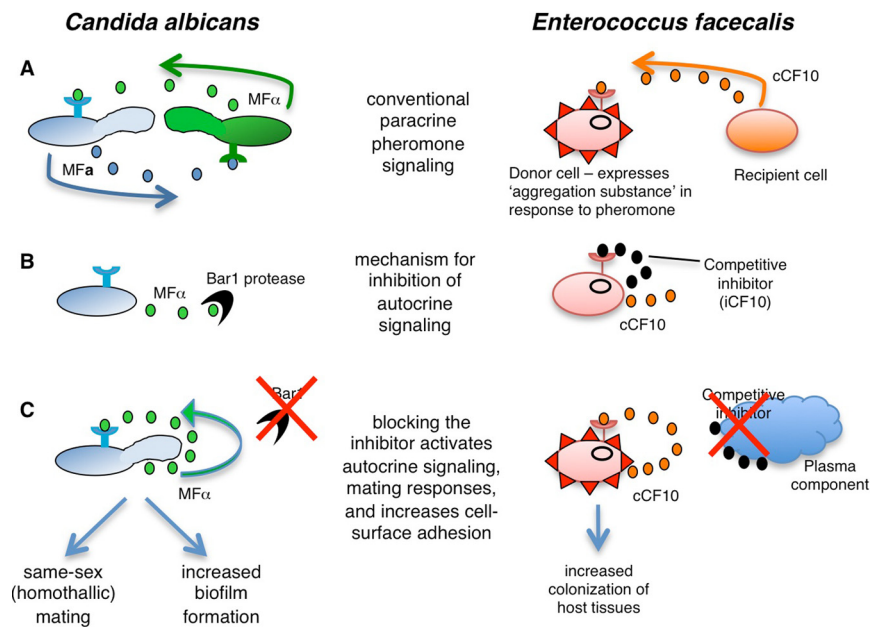 Candida albicans
Enterococcus facecalis
A
MFα
MFa
conventional
paracrine
pheromone
signaling
cCF10
Donor cell – expresses
‘aggregation substance’ in
response to pheromone
Recipient cell
B
MFα
Bar1 protease
mechanism for
inhibition of
autocrine
signaling
Competitive
inhibitor
(iCF10)
cCF10
C
Bar1
MFα
same-sex
(homothallic)
mating
increased
biofilm
formation
blocking the
inhibitor activates
autocrine signaling,
mating responses,
and increases cell-
surface adhesion
cCF10
Competitive
inhibitor
Plasma
component
increased
colonization of
host tissues